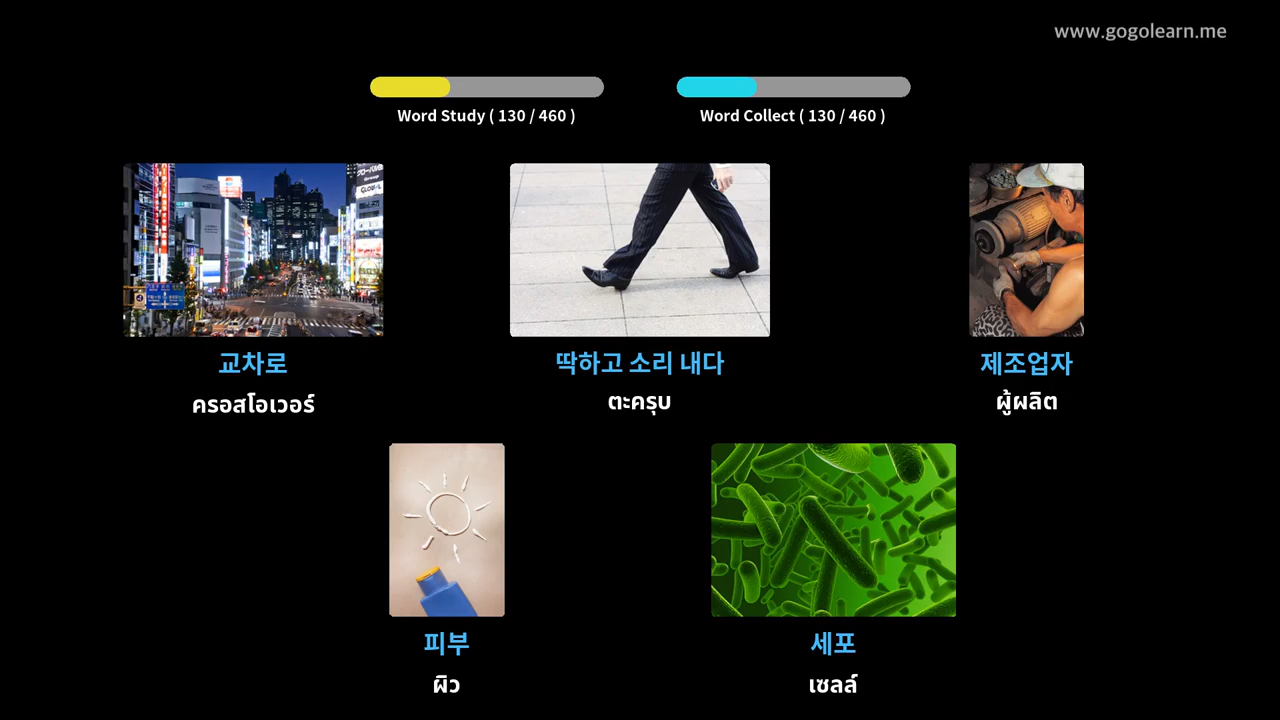 www.gogolearn.me
Word Study ( 130 / 460 )
Word Collect ( 130 / 460 )
교차로
ครอสโอเวอร์
딱하고 소리 내다
ตะครุบ
제조업자
ผู้ผลิต
피부
ผิว
세포
เซลล์